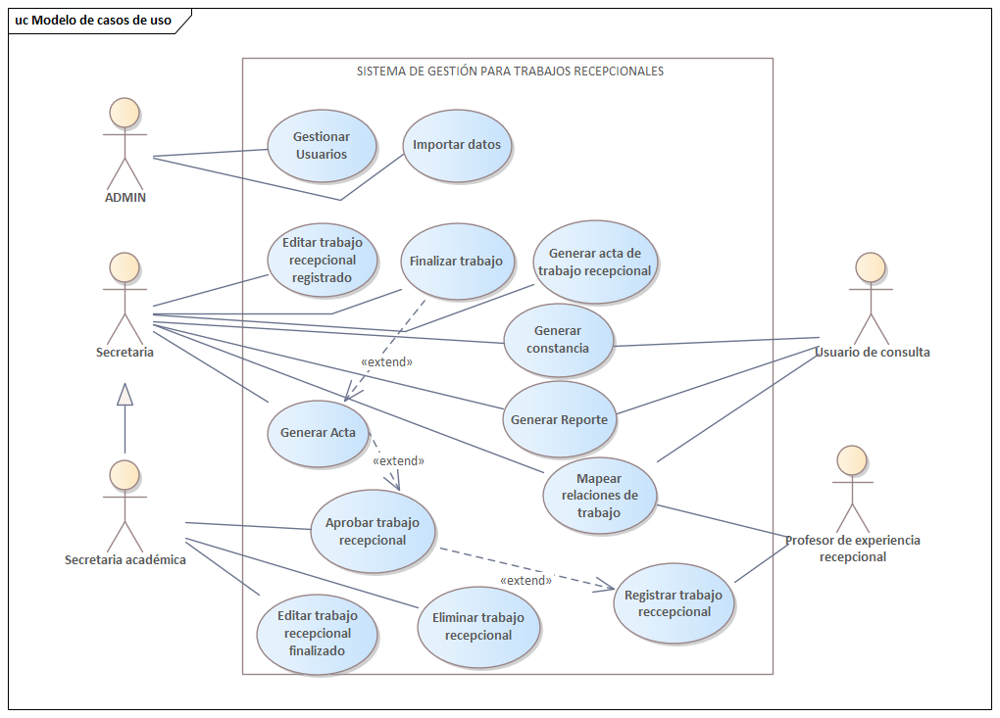 uc Modelo de casos de uso
SISTEMA DE GESTIÓN PARA TRABAJOS RECEPCIONALES
ADMIN
Gestionar
Usuarios
Importar datos
Editar trabajo
recepcional
registrado
Finalizar trabajo
Generar acta de
trabajo recepcional
Secretaria
Generar
constancia
Usuario de consulta
«extend»
Generar Acta
Generar Reporte
«extend»
Mapear
relaciones de
trabajo
Secretaria académica
Aprobar trabajo
recepcional
Profesor de experiencia
recepcional
«extend»
Registrar trabajo
reccepcional
Editar trabajo
recepcional
finalizado
Eliminar trabajo
recepcional